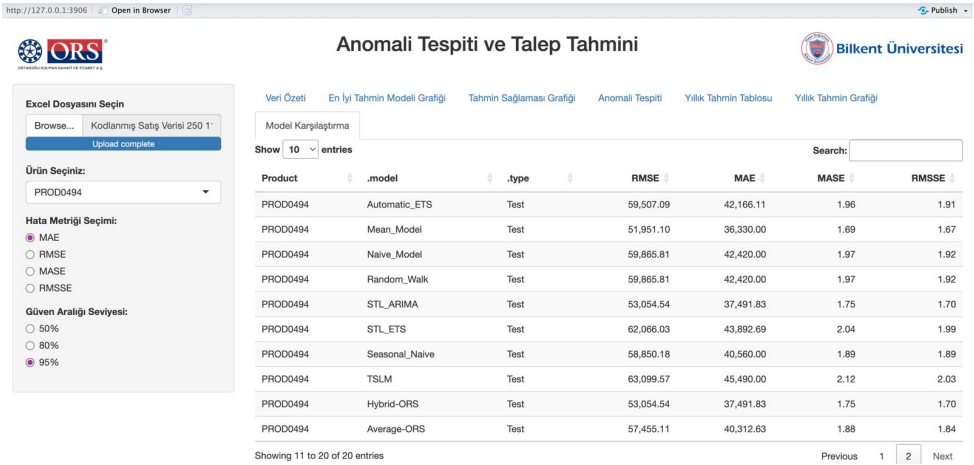 http://127.0.0.1:3906 Open in Browser Publish
ORS
ORTADOĞU RULMAN SANAYİ VE TİCARET A.Ş.
Anomali Tespiti ve Talep Tahmini
Bilkent Üniversitesi
Excel Dosyasını Seçin
Browse... Kodlanmış Satış Verisi 250 1
Upload complete
Ürün Seçiniz:
PROD0494
Hata Metriği Seçimi:
MAE
RMSE
MASE
RMSSE
Güven Aralığı Seviyesi:
50%
80%
95%
Veri Özeti En İyi Tahmin Modeli Grafiği Tahmin Sağlaması Grafiği Anomali Tespiti Yıllık Tahmin Tablosu Yıllık Tahmin Grafiği
Model Karşılaştırma
Show 10 entries Search:
Product .model .type RMSE MAE MASE RMSSE
PROD0494 Automatic_ETS Test 59,507.09 42,166.11 1.96 1.91
PROD0494 Mean_Model Test 51,951.10 36,330.00 1.69 1.67
PROD0494 Naive_Model Test 59,865.81 42,420.00 1.97 1.92
PROD0494 Random_Walk Test 59,865.81 42,420.00 1.97 1.92
PROD0494 STL_ARIMA Test 53,054.54 37,491.83 1.75 1.70
PROD0494 STL_ETS Test 62,066.03 43,892.69 2.04 1.99
PROD0494 Seasonal_Naive Test 58,850.18 40,560.00 1.89 1.89
PROD0494 TSLM Test 63,099.57 45,490.00 2.12 2.03
PROD0494 Hybrid-ORS Test 53,054.54 37,491.83 1.75 1.70
PROD0494 Average-ORS Test 57,455.11 40,312.63 1.88 1.84
Showing 11 to 20 of 20 entries Previous 1 2 Next